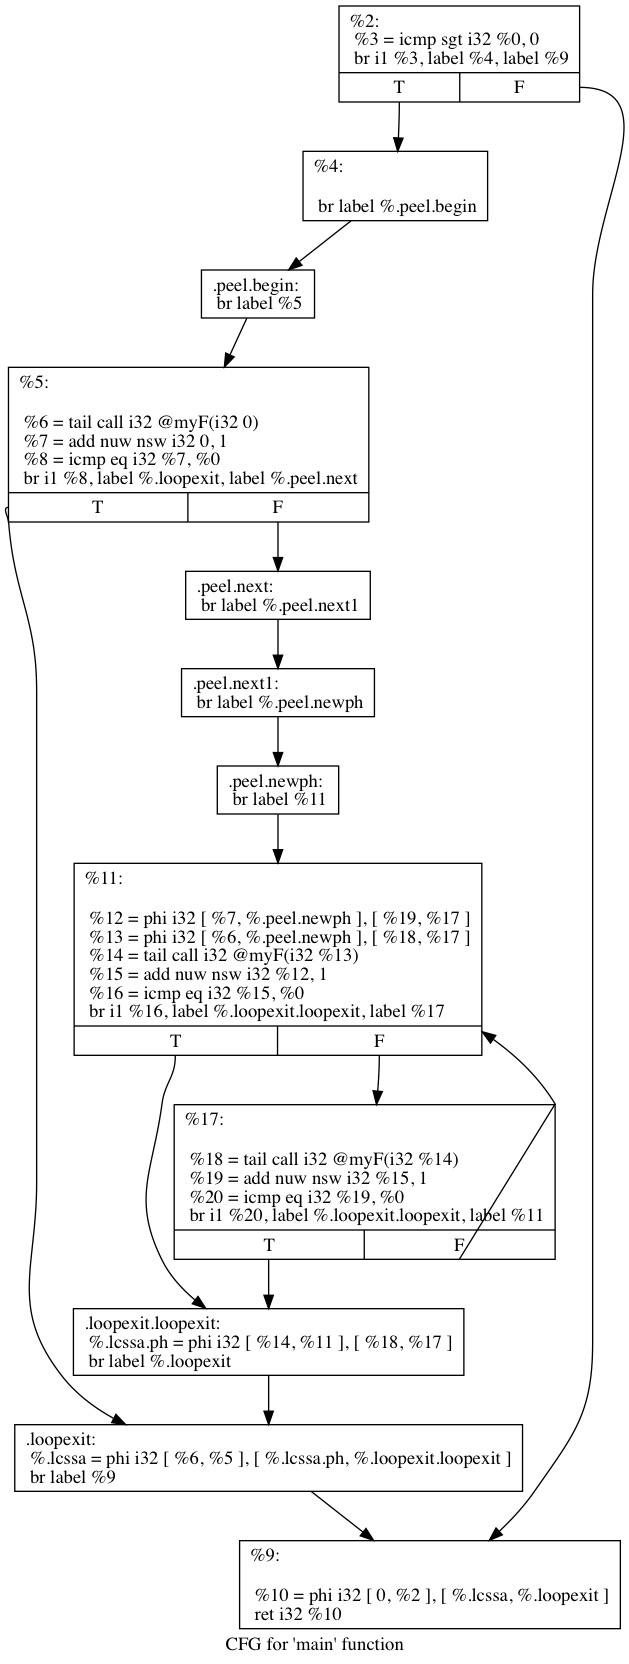 %2:
%3 = icmp sgt i32 %0, 0
br i1 %3, label %4, label %9
T F
%4:
br label %.peel.begin
.peel.begin:
br label %5
%5:
%6 = tail call i32 @myF(i32 0)
%7 = add nuw nsw i32 0, 1
%8 = icmp eq i32 %7, %0
br i1 %8, label %.loopexit, label %.peel.next
T F
.peel.next:
br label %.peel.next1
.peel.next1:
br label %.peel.newph
.peel.newph:
br label %11
%11:
%12 = phi i32 [ %7, %.peel.newph ], [ %19, %17 ]
%13 = phi i32 [ %6, %.peel.newph ], [ %18, %17 ]
%14 = tail call i32 @myF(i32 %13)
%15 = add nuw nsw i32 %12, 1
%16 = icmp eq i32 %15, %0
br i1 %16, label %.loopexit.loopexit, label %17
T F
%17:
%18 = tail call i32 @myF(i32 %14)
%19 = add nuw nsw i32 %15, 1
%20 = icmp eq i32 %19, %0
br i1 %20, label %.loopexit.loopexit, label %11
T F
.loopexit.loopexit:
%.lcssa.ph = phi i32 [ %14, %11 ], [ %18, %17 ]
br label %.loopexit
.loopexit:
%.lcssa = phi i32 [ %6, %5 ], [ %.lcssa.ph, %.loopexit.loopexit ]
br label %9
%9:
%10 = phi i32 [ 0, %2 ], [ %.lcssa, %.loopexit ]
ret i32 %10
CFG for 'main' function